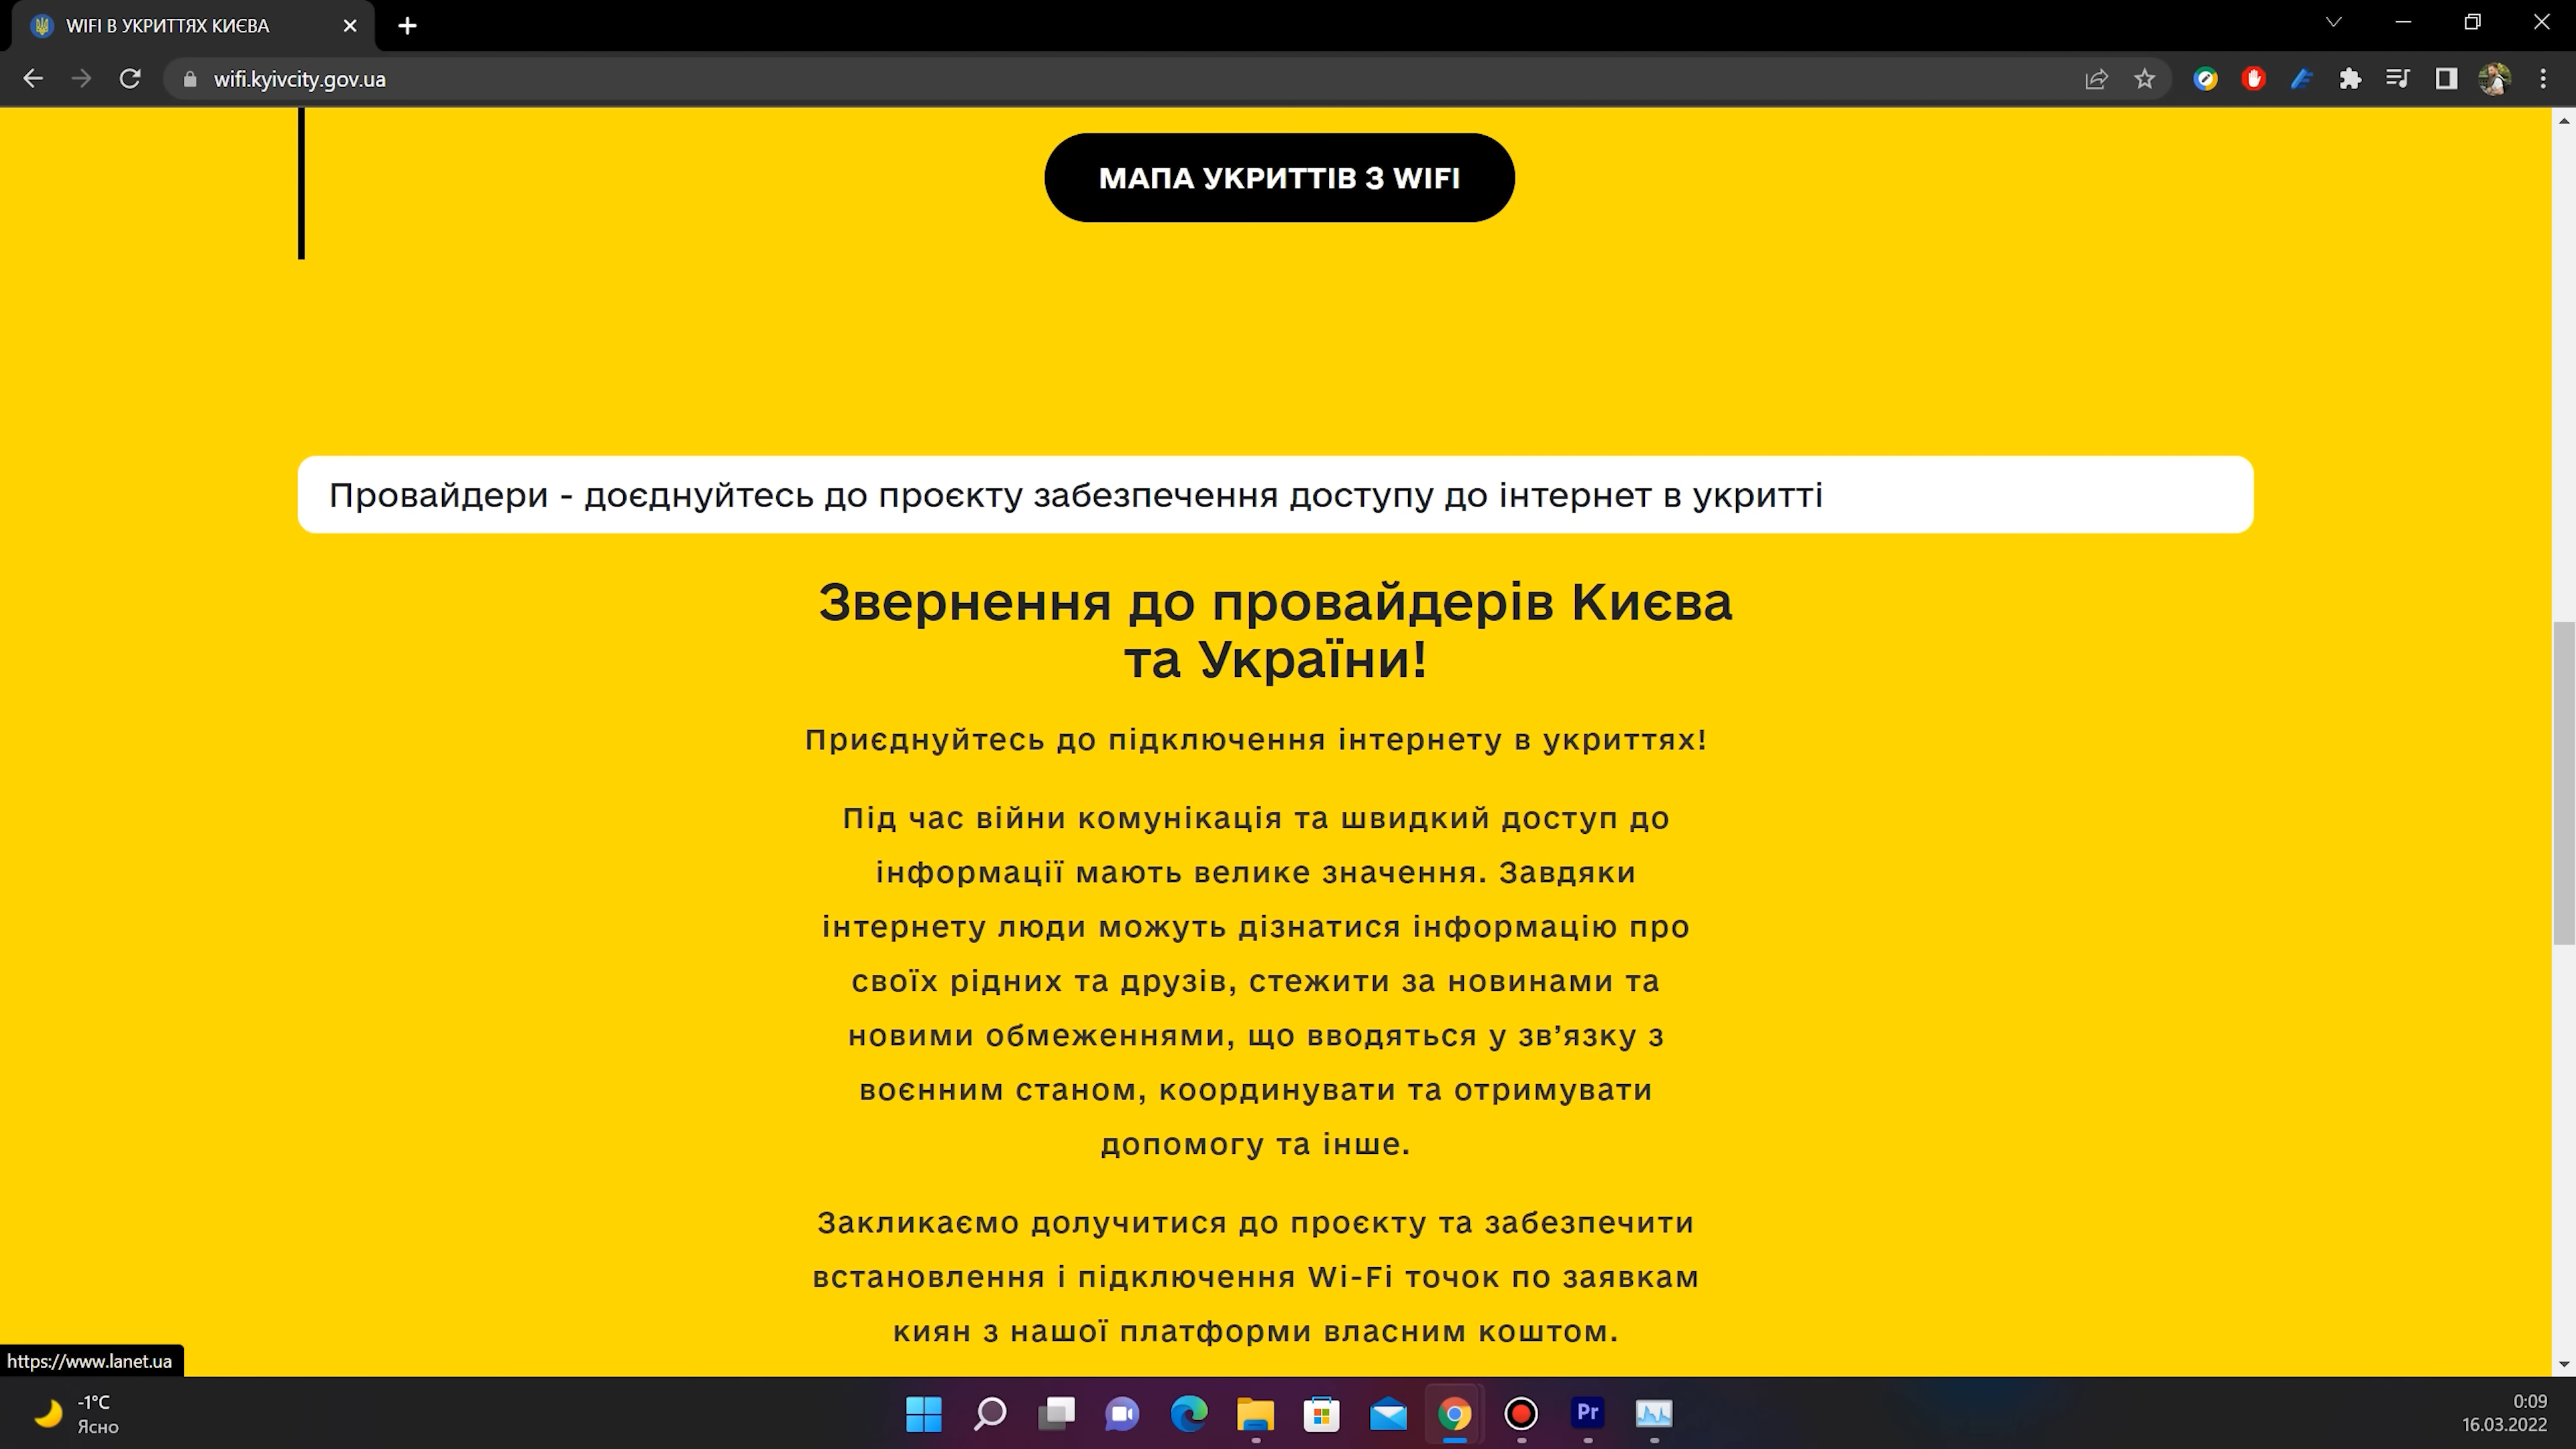 WIFI В УКРИТТЯХ КИЄВА
wifi.kyivcity.gov.ua
МАПА УКРИТТІВ З WIFI
Провайдери - доєднуйтесь до проєкту забезпечення доступу до інтернет в укритті
Звернення до провайдерів Києва
та України!
Приєднуйтесь до підключення інтернету в укриттях!
Під час війни комунікація та швидкий доступ до
інформації мають велике значення. Завдяки
інтернету люди можуть дізнатися інформацію про
своїх рідних та друзів, стежити за новинами та
новими обмеженнями, що вводяться у зв’язку з
воєнним станом, координувати та отримувати
допомогу та інше.
Закликаємо долучитися до проєкту та забезпечити
встановлення і підключення Wi-Fi точок по заявкам
киян з нашої платформи власним коштом.
https://www.lanet.ua
-1°C
Ясно
Pr
0:09
16.03.2022